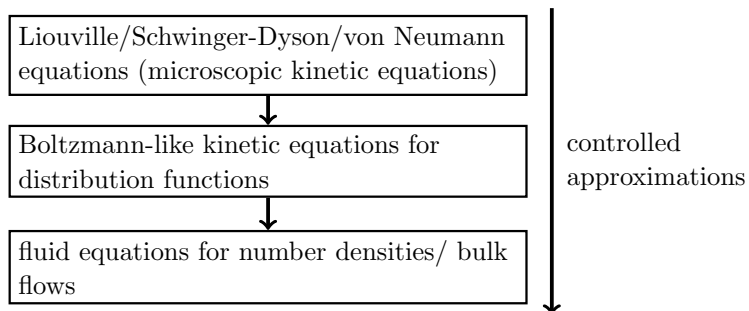 Liouville/Schwinger-Dyson/von Neumann
equations (microscopic kinetic equations)
Boltzmann-like kinetic equations for
distribution functions
fluid equations for number densities/ bulk
flows
controlled
approximations